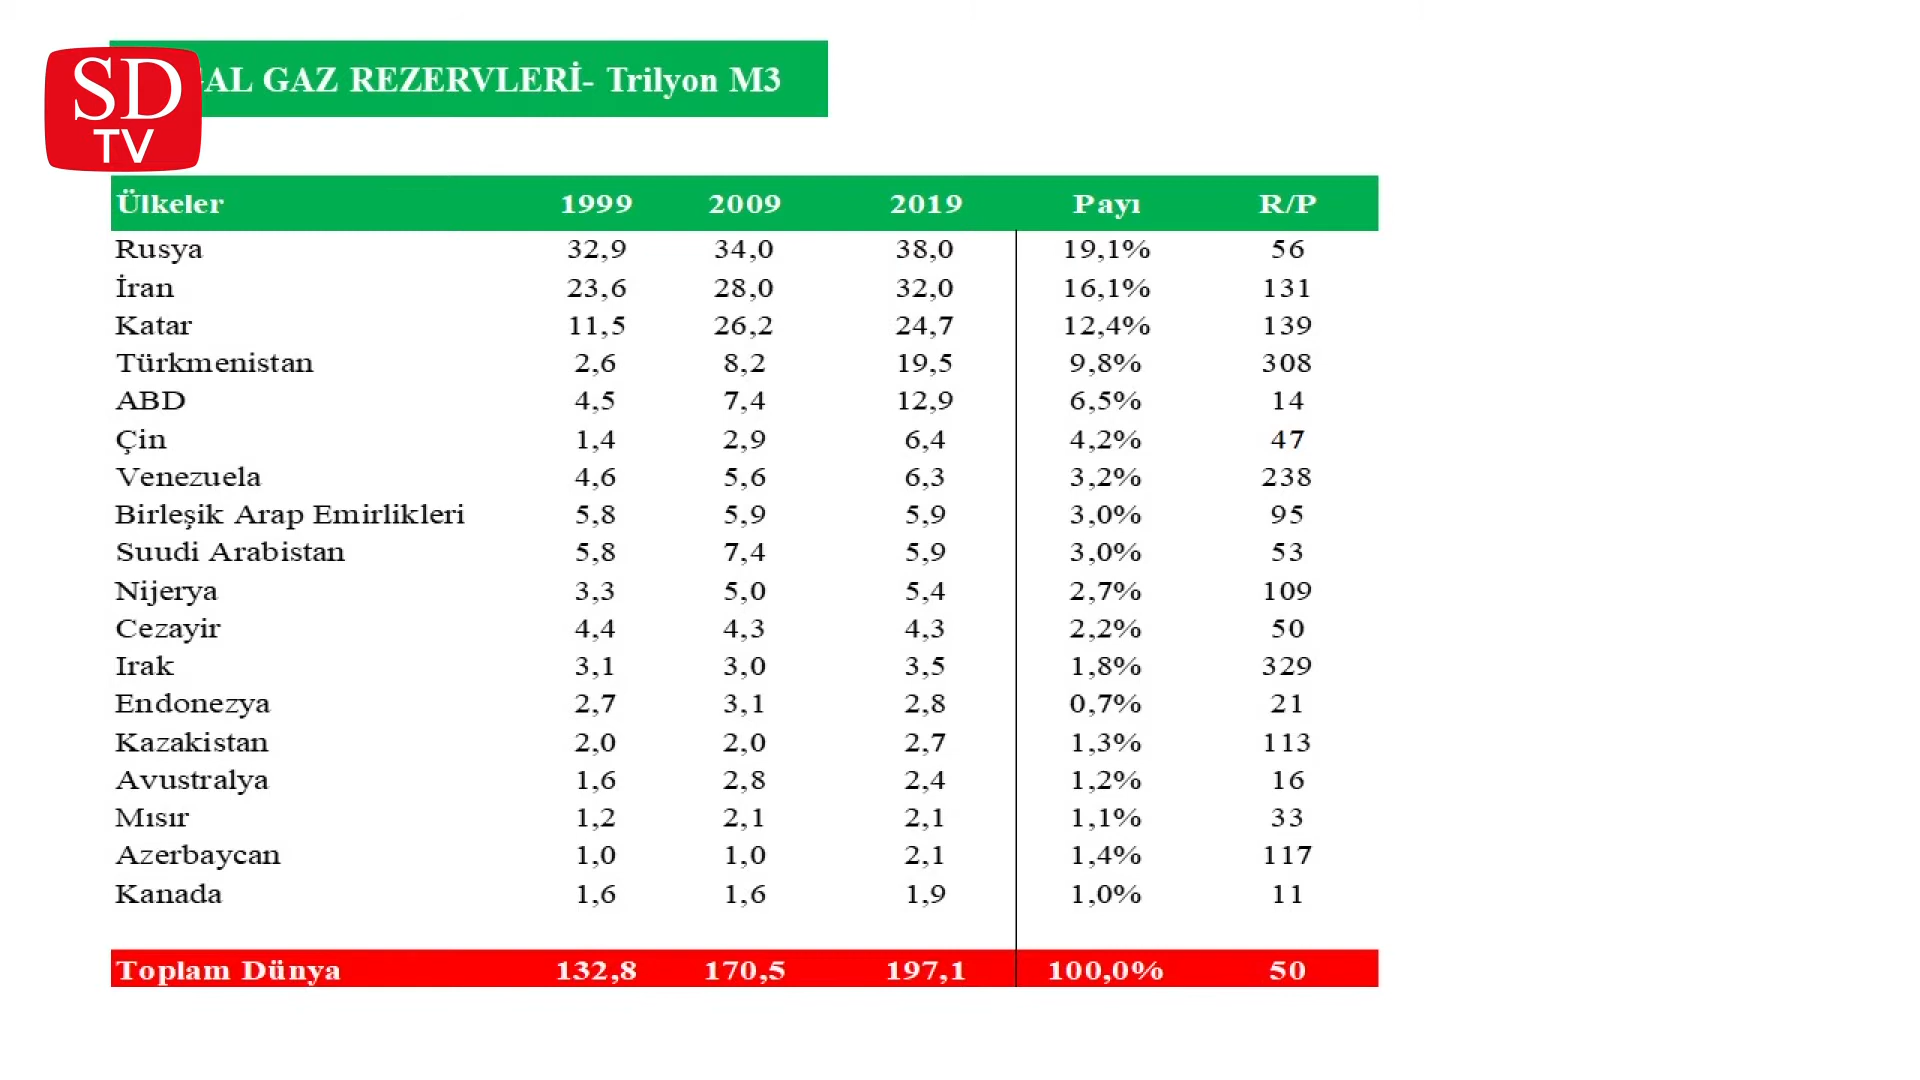 SD
TV
GAZ REZERVLERİ- Trilyon M3
Ülkeler 1999 2009 2019 Payı R/P
Rusya 32,9 34,0 38,0 19,1% 56
İran 23,6 28,0 32,0 16,1% 131
Katar 11,5 26,2 24,7 12,4% 139
Türkmenistan 2,6 8,2 19,5 9,8% 308
ABD 4,5 7,4 12,9 6,5% 14
Çin 1,4 2,9 6,4 4,2% 47
Venezuela 4,6 5,6 6,3 3,2% 238
Birleşik Arap Emirlikleri 5,8 5,9 5,9 3,0% 95
Suudi Arabistan 5,8 7,4 5,9 3,0% 53
Nijerya 3,3 5,0 5,4 2,7% 109
Cezayir 4,4 4,3 4,3 2,2% 50
Irak 3,1 3,0 3,5 1,8% 329
Endonezya 2,7 3,1 2,8 0,7% 21
Kazakistan 2,0 2,0 2,7 1,3% 113
Avustralya 1,6 2,8 2,4 1,2% 16
Mısır 1,2 2,1 2,1 1,1% 33
Azerbaycan 1,0 1,0 2,1 1,4% 117
Kanada 1,6 1,6 1,9 1,0% 11
Toplam Dünya 132,8 170,5 197,1 100,0% 50